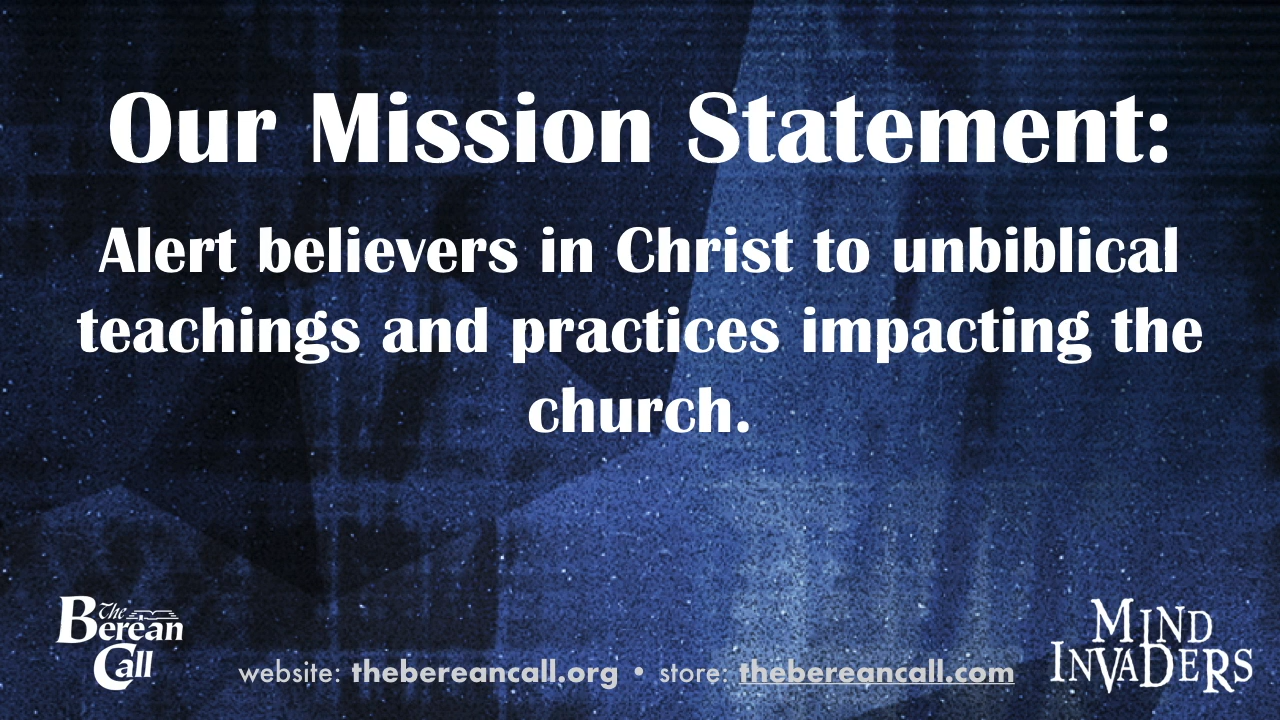 Our Mission Statement:
Alert believers in Christ to unbiblical
teachings and practices impacting the
church.
The
Berean
Call
website: thebereancall.org • store: thebereancall.com
MIND
INVADERS